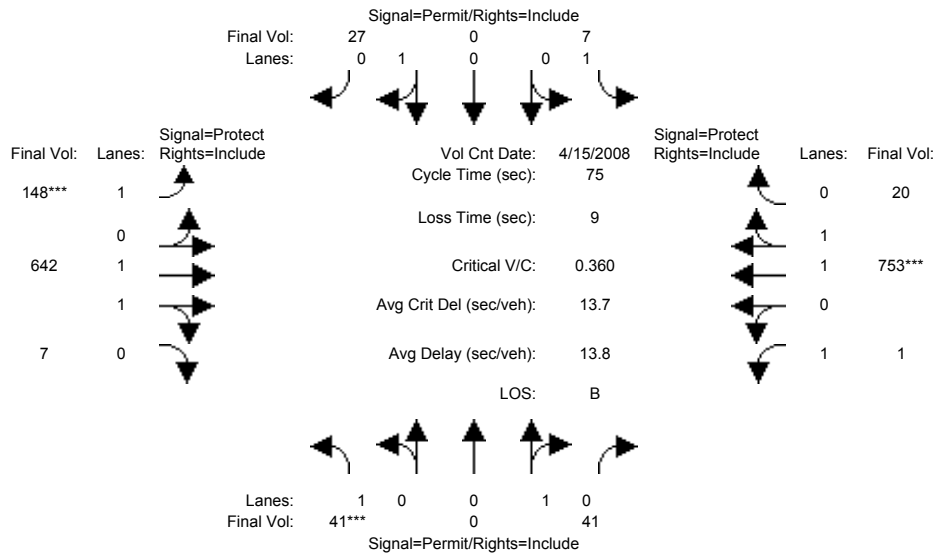 Signal=Permit/Rights=Include
Final Vol: 27 0 7
Lanes: 0 1 0 0 1
Signal=Protect
Final Vol: Lanes: Rights=Include
Vol Cnt Date: 4/15/2008
Signal=Protect
Rights=Include Lanes: Final Vol:
148*** 1
Cycle Time (sec): 75
0 20
Loss Time (sec): 9
0
1
642 1
Critical V/C: 0.360
1 753***
1
Avg Crit Del (sec/veh): 13.7
0
7 0
Avg Delay (sec/veh): 13.8
1 1
LOS: B
Lanes: 1 0 0 1 0
Final Vol: 41*** 0 41
Signal=Permit/Rights=Include